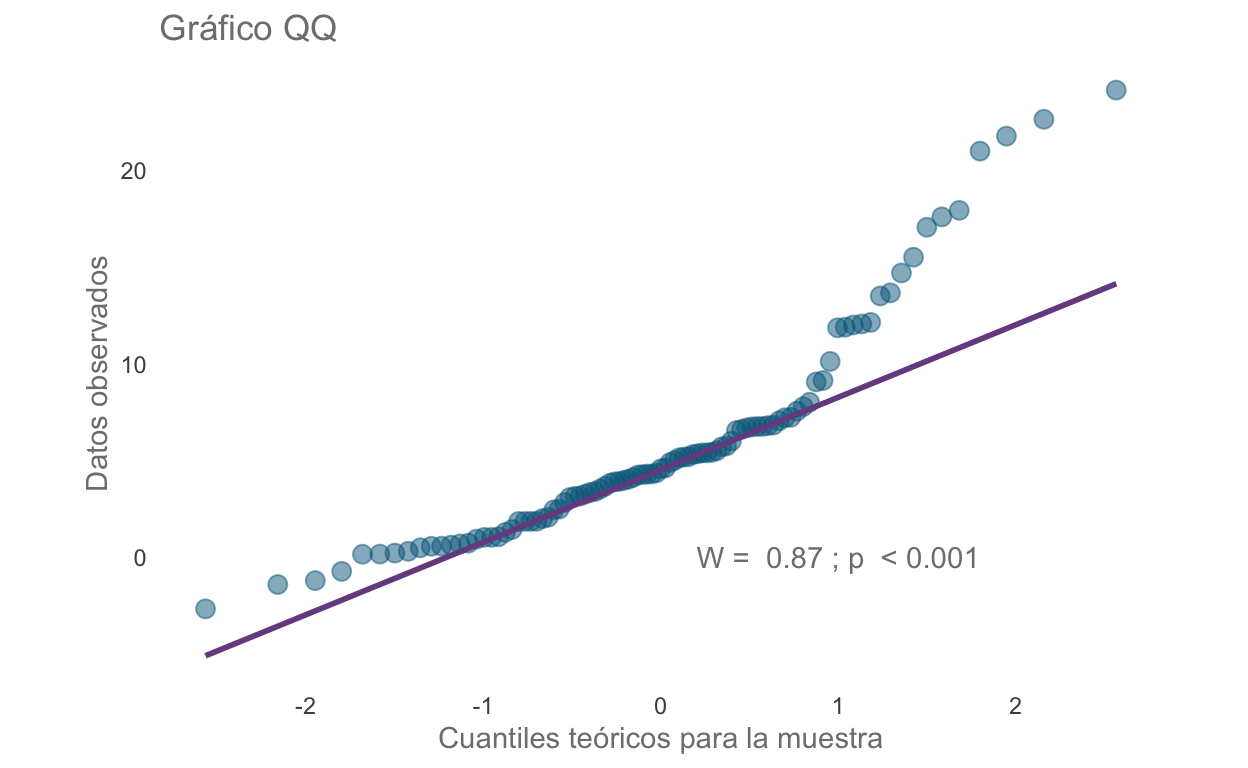 Gráfico QQ
20
10
0
Datos observados
W =  0.87 ; p  < 0.001
-2 -1 0 1 2
Cuantiles teóricos para la muestra